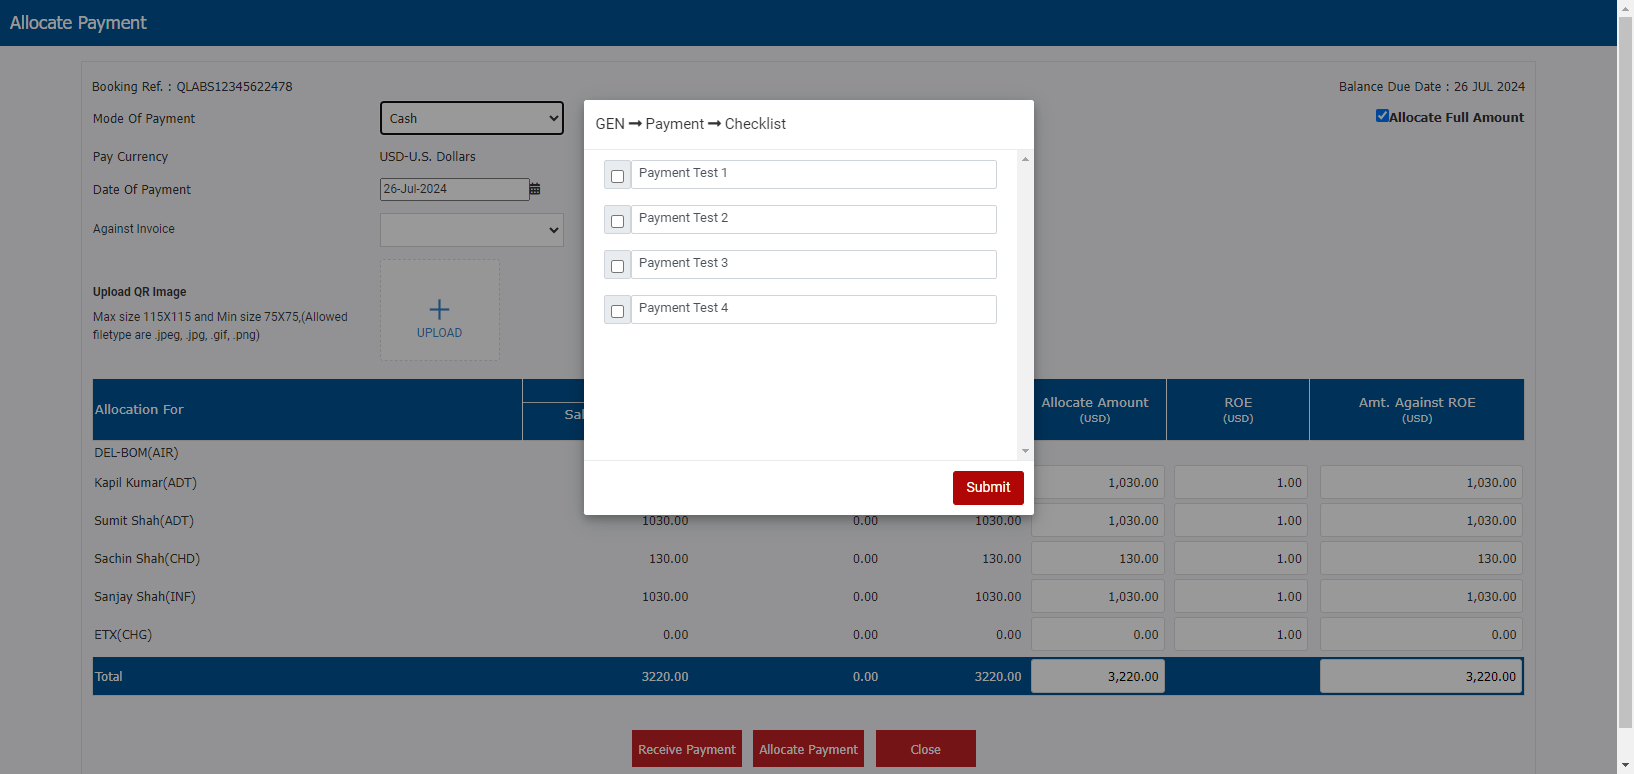 Allocate Payment
Booking Ref. : QLABS12345622478
Balance Due Date : 26 JUL 2024
Mode Of Payment
Cash
Allocate Full Amount
Pay Currency
USD-U.S. Dollars
Date Of Payment
26-Jul-2024
Against Invoice
Upload QR Image
Max size 115X115 and Min size 75X75,(Allowed
filetype are .jpeg, .jpg, .gif, .png)
UPLOAD
GEN ➞ Payment ➞ Checklist
Payment Test 1
Payment Test 2
Payment Test 3
Payment Test 4
Submit
Allocation For
Allocate Amount
(USD)
ROE
(USD)
Amt. Against ROE
(USD)
DEL-BOM(AIR)
Kapil Kumar(ADT) 1,030.00 1.00 1,030.00
Sumit Shah(ADT) 1030.00 0.00 1030.00 1,030.00 1.00 1,030.00
Sachin Shah(CHD) 130.00 0.00 130.00 130.00 1.00 130.00
Sanjay Shah(INF) 1030.00 0.00 1030.00 1,030.00 1.00 1,030.00
ETX(CHG) 0.00 0.00 0.00 0.00 1.00 0.00
Total 3220.00 0.00 3220.00 3,220.00 3,220.00
Receive Payment Allocate Payment Close